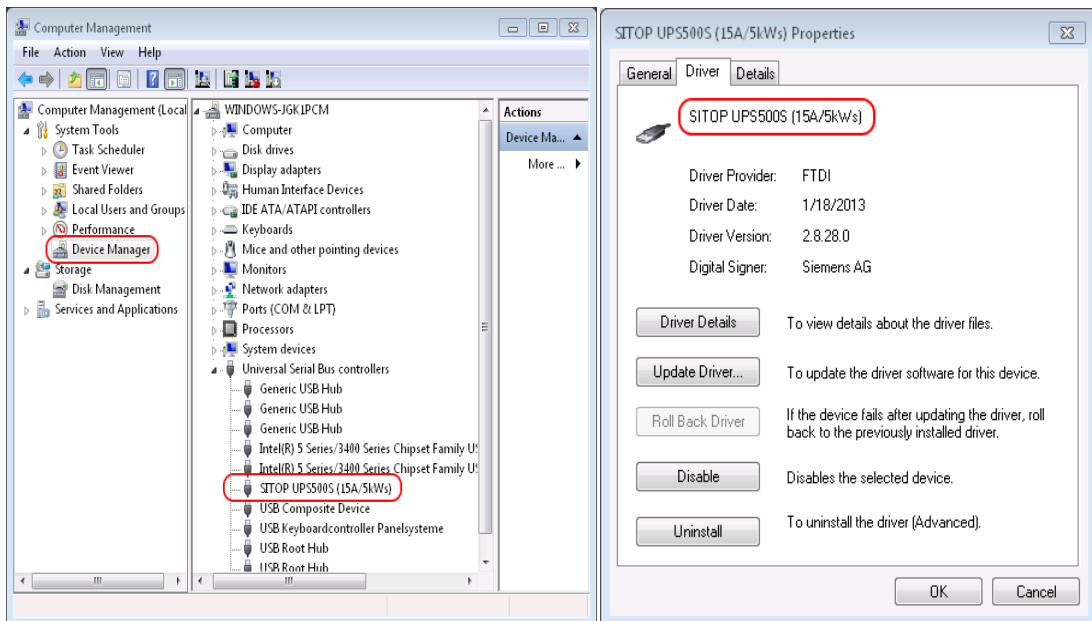 Computer Management
File Action View Help
Computer Management (Local
System Tools
Task Scheduler
Event Viewer
Shared Folders
Local Users and Groups
Performance
Device Manager
Storage
Disk Management
Services and Applications
WINDOWS-JGK1PCM
Computer
Disk drives
Display adapters
Human Interface Devices
IDE ATA/ATAPI controllers
Keyboards
Mice and other pointing devices
Monitors
Network adapters
Ports (COM & LPT)
Processors
System devices
Universal Serial Bus controllers
Generic USB Hub
Generic USB Hub
Generic USB Hub
Intel(R) 5 Series/3400 Series Chipset Family U
Intel(R) 5 Series/3400 Series Chipset Family U
SITOP UPS500S (15A/5kWs)
USB Composite Device
USB Keyboardcontroller Panelsysteme
USB Root Hub
USB Root Hub
Actions
Device Ma...
More ...
SITOP UPS500S (15A/5kWs) Properties
General Driver Details
SITOP UPS500S (15A/5kWs)
Driver Provider: FTDI
Driver Date: 1/18/2013
Driver Version: 2.8.28.0
Digital Signer: Siemens AG
Driver Details To view details about the driver files.
Update Driver... To update the driver software for this device.
Roll Back Driver If the device fails after updating the driver, roll
back to the previously installed driver.
Disable Disables the selected device.
Uninstall To uninstall the driver (Advanced).
OK Cancel